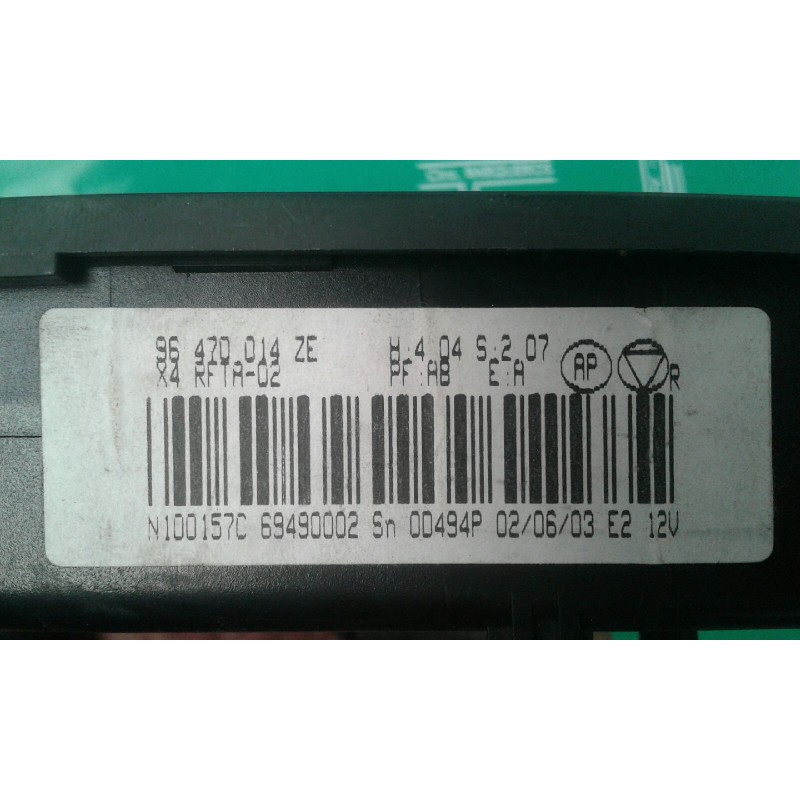 96 470 014 ZE H:4.04 S:2.07
X4 RFTA-02 PF:AB E:A AP R
N100157C 69490002 Sn 0D494P 02/06/03 E2 12V